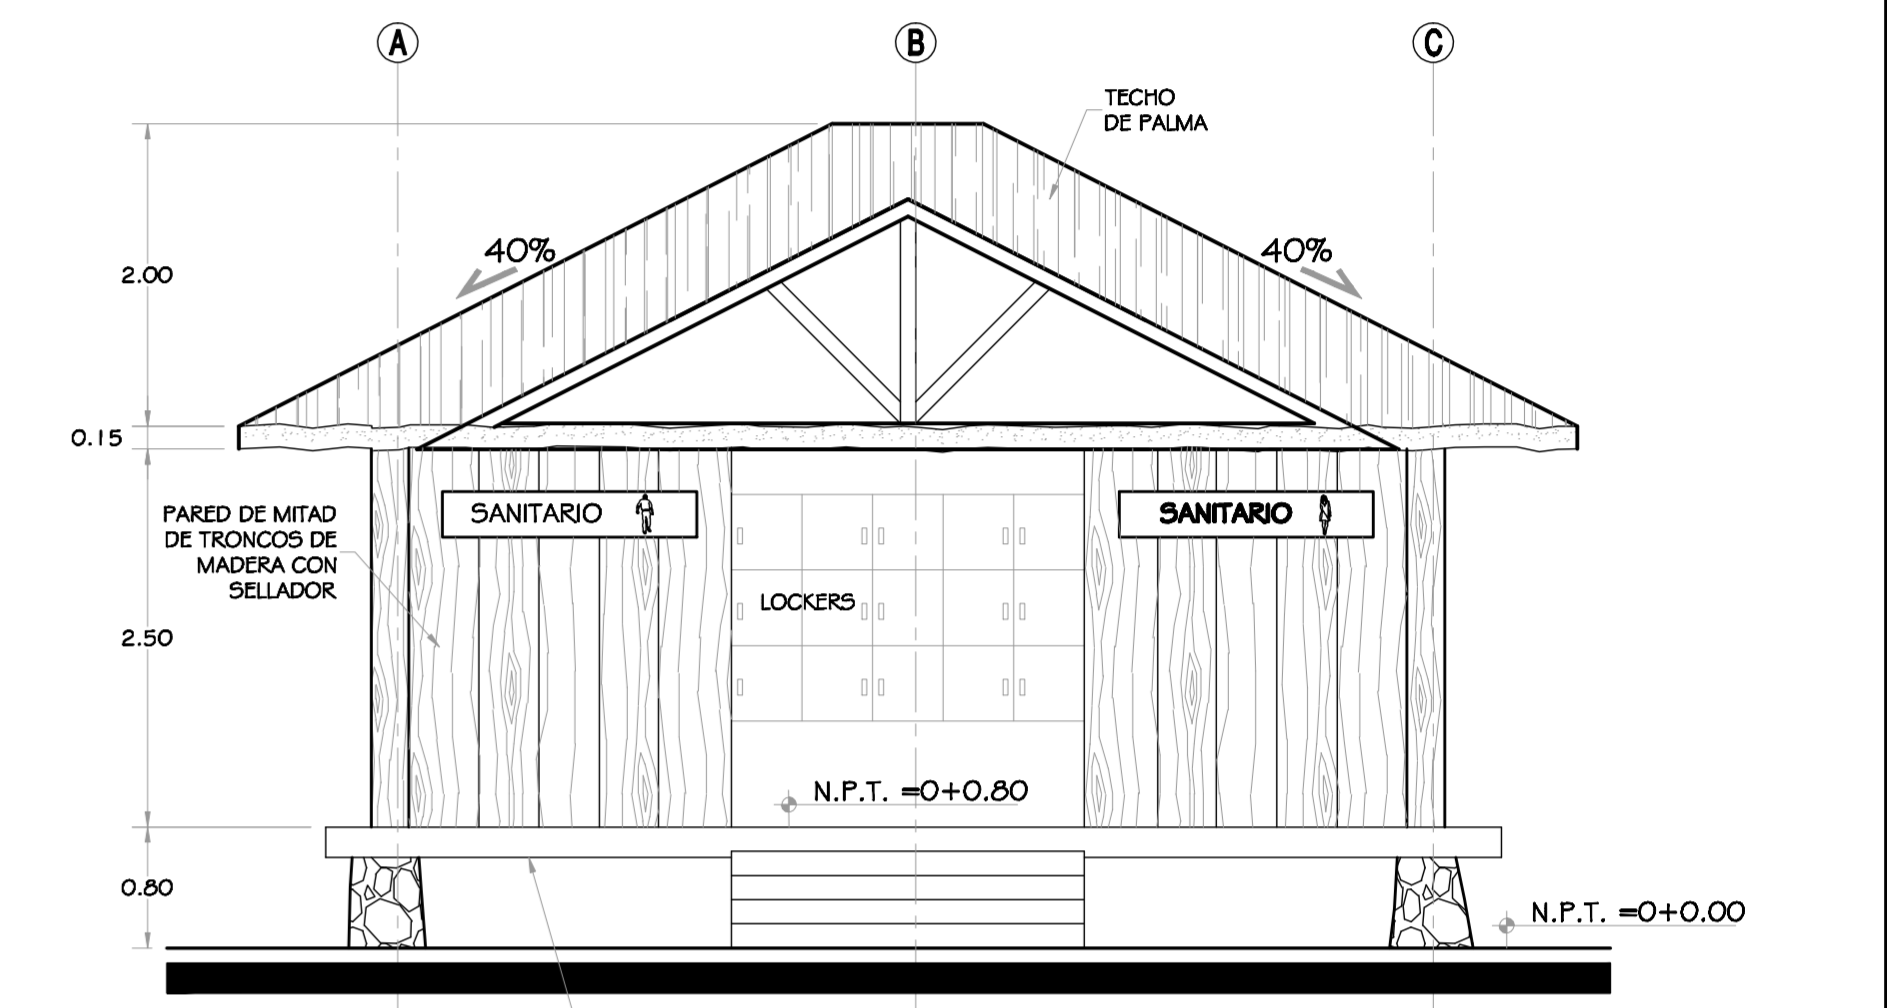 A
B
C
TECHO
DE PALMA
40%
40%
2.00
0.15
PARED DE MITAD
DE TRONCOS DE
MADERA CON
SELLADOR
SANITARIO
SANITARIO
LOCKERS
2.50
N.P.T. =0+0.80
0.80
N.P.T. =0+0.00